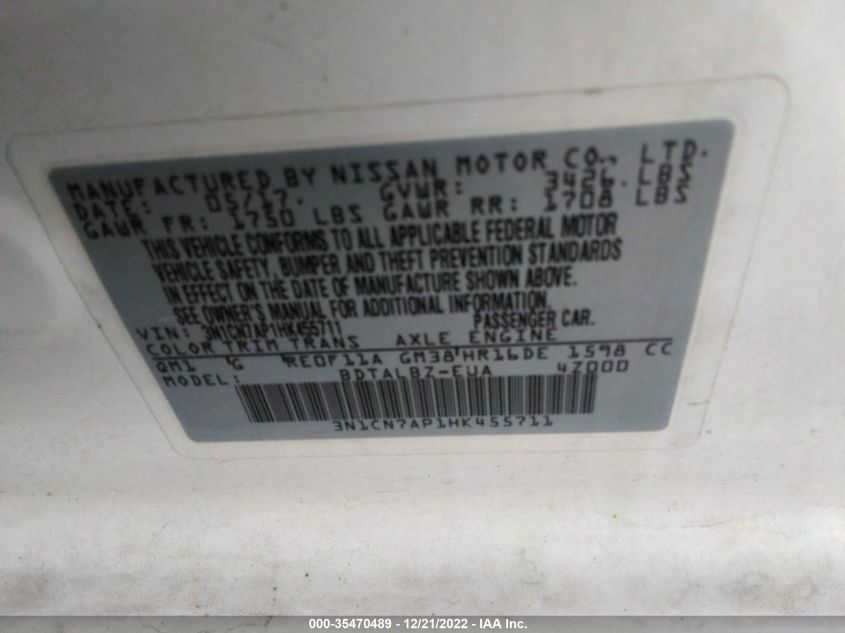 MANUFACTURED BY NISSAN MOTOR CO., LTD.
DATE: 05/17. GVWR: 3426 LBS
GAWR FR: 1750 LBS GAWR RR: 1708 LBS
THIS VEHICLE CONFORMS TO ALL APPLICABLE FEDERAL MOTOR
VEHICLE SAFETY, BUMPER AND THEFT PREVENTION STANDARDS
IN EFFECT ON THE DATE OF MANUFACTURE SHOWN ABOVE.
SEE OWNER'S MANUAL FOR ADDITIONAL INFORMATION.
VIN: 3N1CN7AP1HK455711 PASSENGER CAR.
COLOR TRIM TRANS AXLE ENGINE
QM1 G RE0F11A GM38 HR16DE 1598 CC
MODEL: BDTALBZ-EUA 4Z000
3N1CN7AP1HK455711
000-35470489 - 12/21/2022 - IAA Inc.